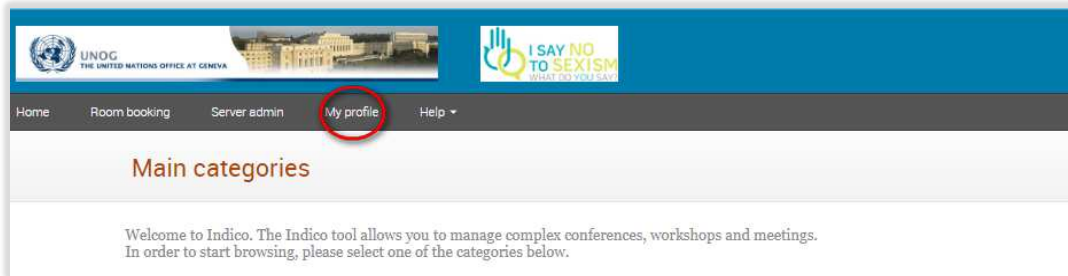 UNOG
THE UNITED NATIONS OFFICE AT GENEVA
I SAY NO
TO SEXISM
WHAT DO YOU SAY?
Home Room booking Server admin My profile Help
Main categories
Welcome to Indico. The Indico tool allows you to manage complex conferences, workshops and meetings.
In order to start browsing, please select one of the categories below.